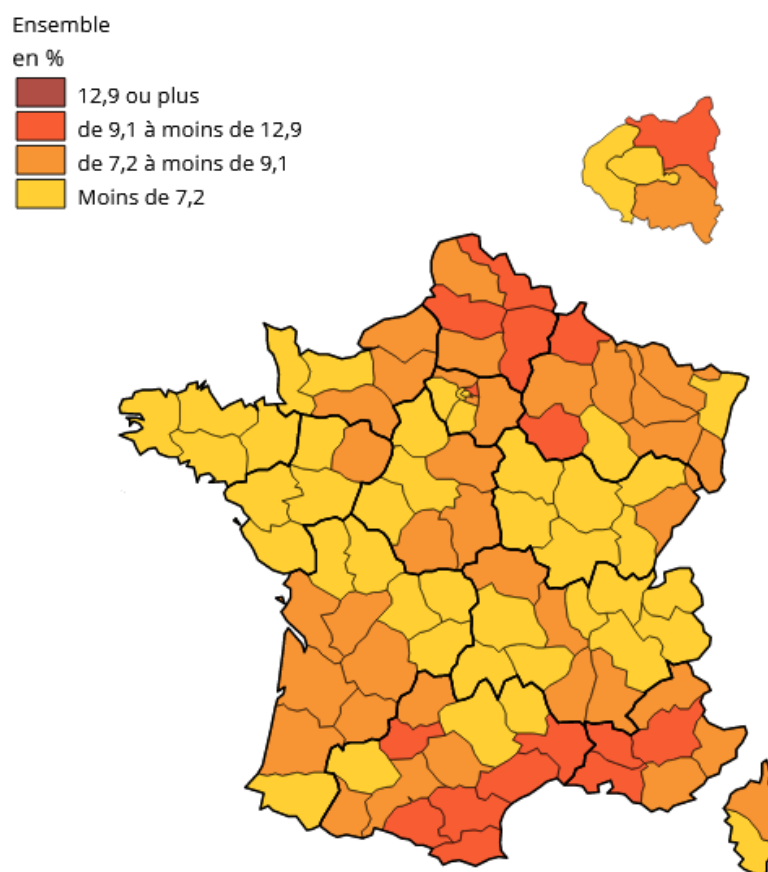 Ensemble
en %
12,9 ou plus
de 9,1 à moins de 12,9
de 7,2 à moins de 9,1
Moins de 7,2